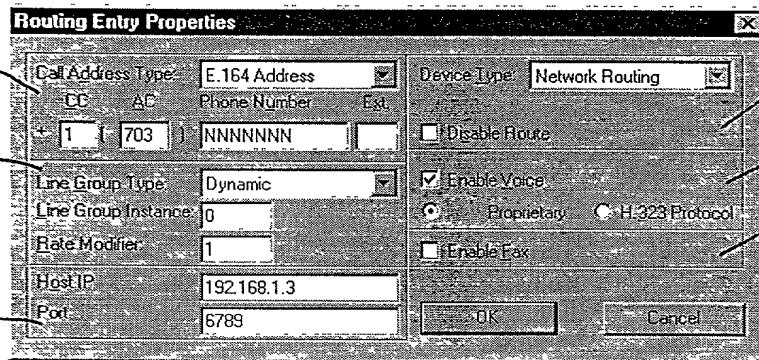 Routing Entry Properties
Call Address Type: E.164 Address
CC AC Phone Number Ext.
+ 1 ( 703 ) NNNNNNN
Line Group Type: Dynamic
Line Group Instance: 0
Rate Modifier: 1
Host IP 192.168.1.3
Port 6789
Device Type: Network Routing
Disable Route
Enable Voice
Proprietary H.323 Protocol
Enable Fax
OK Cancel